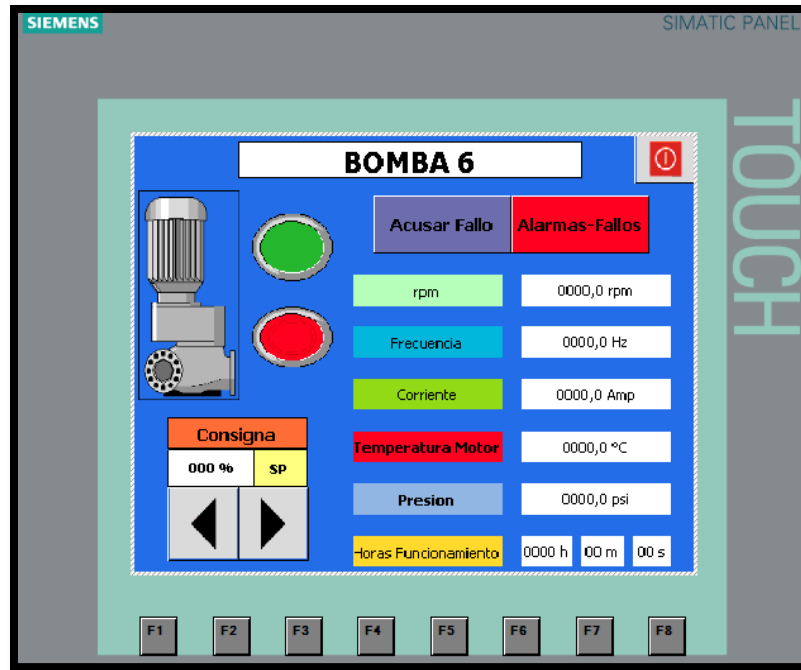 SIEMENS
SIMATIC PANEL
TOUCH
BOMBA 6
Acusar Fallo
Alarmas-Fallos
rpm
0000,0 rpm
Frecuencia
0000,0 Hz
Corriente
0000,0 Amp
Consigna
000 %
SP
Temperatura Motor
0000,0 ºC
Presion
0000,0 psi
Horas Funcionamiento
0000 h
00 m
00 s
F1
F2
F3
F4
F5
F6
F7
F8